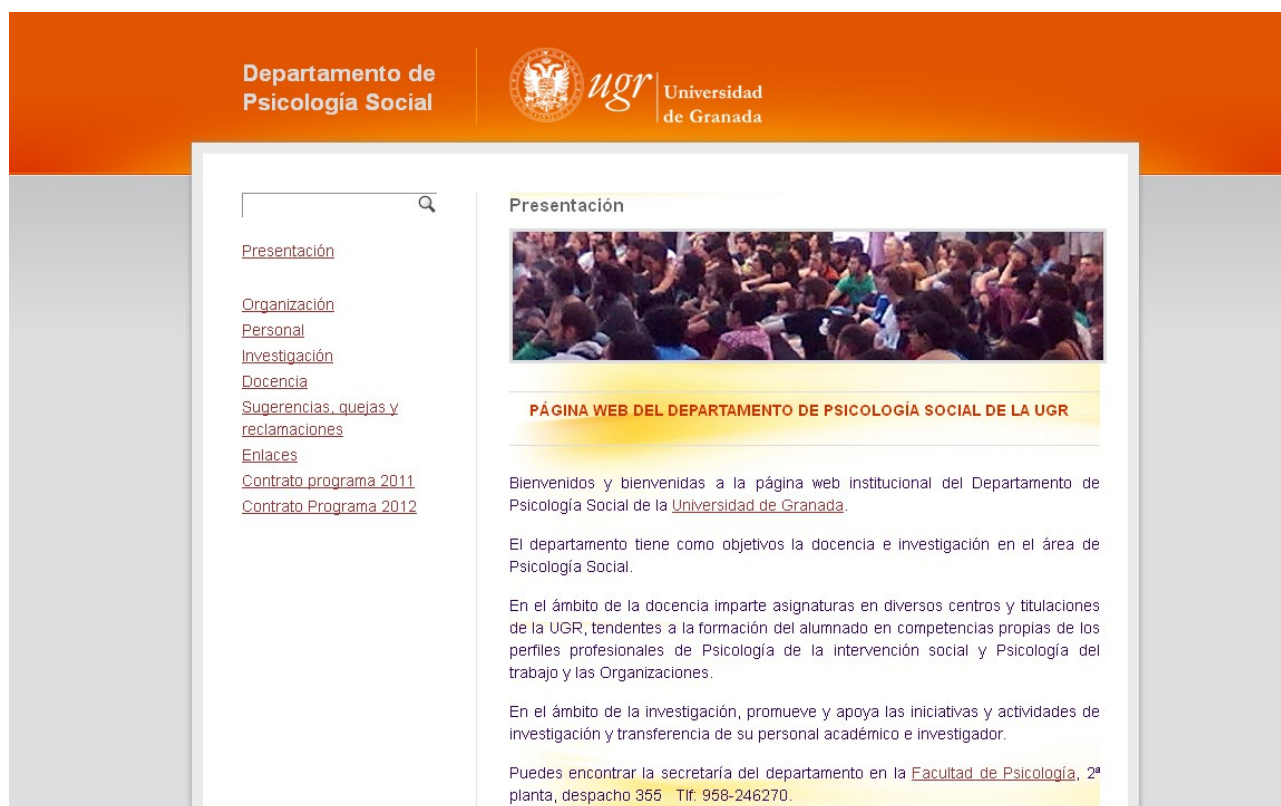 Departamento de
Psicología Social
ugr
Universidad
de Granada
Presentación
Organización
Personal
Investigación
Docencia
Sugerencias, quejas y
reclamaciones
Enlaces
Contrato programa 2011
Contrato Programa 2012
Presentación
PÁGINA WEB DEL DEPARTAMENTO DE PSICOLOGÍA SOCIAL DE LA UGR
Bienvenidos y bienvenidas a la página web institucional del Departamento de
Psicología Social de la Universidad de Granada.
El departamento tiene como objetivos la docencia e investigación en el área de
Psicología Social.
En el ámbito de la docencia imparte asignaturas en diversos centros y titulaciones
de la UGR, tendentes a la formación del alumnado en competencias propias de los
perfiles profesionales de Psicología de la intervención social y Psicología del
trabajo y las Organizaciones.
En el ámbito de la investigación, promueve y apoya las iniciativas y actividades de
investigación y transferencia de su personal académico e investigador.
Puedes encontrar la secretaría del departamento en la Facultad de Psicología, 2ª
planta, despacho 355 Tlf: 958-246270.